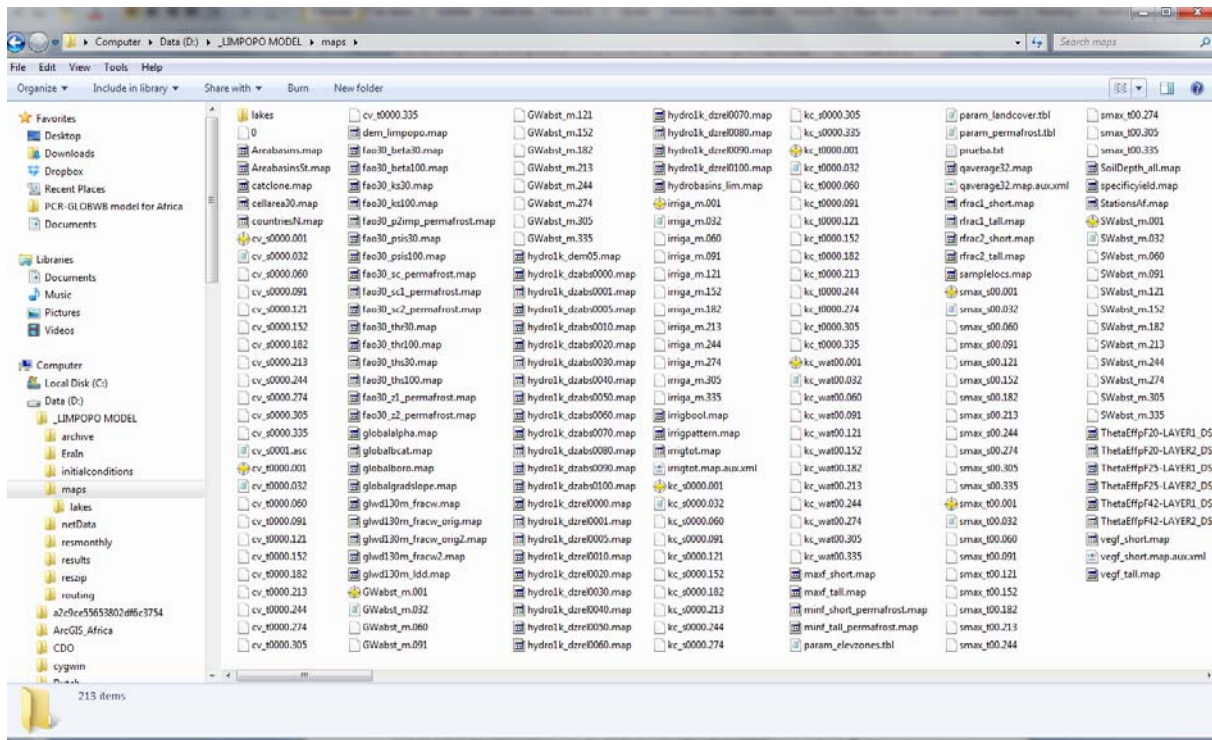 Computer ▸ Data (D:) ▸ _LIMPOPO MODEL ▸ maps ▸
Search maps
File Edit View Tools Help
Organize Include in library Share with Burn New folder
Favorites
Desktop
Downloads
Dropbox
Recent Places
PCR-GLOBWB model for Africa
Documents
Libraries
Documents
Music
Pictures
Videos
Computer
Local Disk (C:)
Data (D:)
_LIMPOPO MODEL
archive
EraIn
initialconditions
maps
lakes
netData
resmonthly
results
reszip
routing
a2c9ce55653802df6c3754
ArcGIS_Africa
CDO
cygwin
Dutch
lakes
0
Areabasins.map
AreabasinsSt.map
catclone.map
cellarea30.map
countriesN.map
cv_s0000.001
cv_s0000.032
cv_s0000.060
cv_s0000.091
cv_s0000.121
cv_s0000.152
cv_s0000.182
cv_s0000.213
cv_s0000.244
cv_s0000.274
cv_s0000.305
cv_s0000.335
cv_s0001.asc
cv_t0000.001
cv_t0000.032
cv_t0000.060
cv_t0000.091
cv_t0000.121
cv_t0000.152
cv_t0000.182
cv_t0000.213
cv_t0000.244
cv_t0000.274
cv_t0000.305
cv_t0000.335
dem_limpopo.map
fao30_beta30.map
fao30_beta100.map
fao30_ks30.map
fao30_ks100.map
fao30_p2imp_permafrost.map
fao30_psis30.map
fao30_psis100.map
fao30_sc_permafrost.map
fao30_sc1_permafrost.map
fao30_sc2_permafrost.map
fao30_thr30.map
fao30_thr100.map
fao30_ths30.map
fao30_ths100.map
fao30_z1_permafrost.map
fao30_z2_permafrost.map
globalalpha.map
globalbcat.map
globalboro.map
globalgradslope.map
glwd130m_fracw.map
glwd130m_fracw_orig.map
glwd130m_fracw_orig2.map
glwd130m_fracw2.map
glwd130m_ldd.map
GWabst_m.001
GWabst_m.032
GWabst_m.060
GWabst_m.091
GWabst_m.121
GWabst_m.152
GWabst_m.182
GWabst_m.213
GWabst_m.244
GWabst_m.274
GWabst_m.305
GWabst_m.335
hydro1k_dem05.map
hydro1k_dzabs0000.map
hydro1k_dzabs0001.map
hydro1k_dzabs0005.map
hydro1k_dzabs0010.map
hydro1k_dzabs0020.map
hydro1k_dzabs0030.map
hydro1k_dzabs0040.map
hydro1k_dzabs0050.map
hydro1k_dzabs0060.map
hydro1k_dzabs0070.map
hydro1k_dzabs0080.map
hydro1k_dzabs0090.map
hydro1k_dzabs0100.map
hydro1k_dzrel0000.map
hydro1k_dzrel0001.map
hydro1k_dzrel0005.map
hydro1k_dzrel0010.map
hydro1k_dzrel0020.map
hydro1k_dzrel0030.map
hydro1k_dzrel0040.map
hydro1k_dzrel0050.map
hydro1k_dzrel0060.map
hydro1k_dzrel0070.map
hydro1k_dzrel0080.map
hydro1k_dzrel0090.map
hydro1k_dzrel0100.map
hydrobasins_lim.map
irriga_m.001
irriga_m.032
irriga_m.060
irriga_m.091
irriga_m.121
irriga_m.152
irriga_m.182
irriga_m.213
irriga_m.244
irriga_m.274
irriga_m.305
irriga_m.335
irrigbool.map
irrigpattern.map
irrigtot.map
irrigtot.map.aux.xml
kc_s0000.001
kc_s0000.032
kc_s0000.060
kc_s0000.091
kc_s0000.121
kc_s0000.152
kc_s0000.182
kc_s0000.213
kc_s0000.244
kc_s0000.274
kc_s0000.305
kc_s0000.335
kc_t0000.001
kc_t0000.032
kc_t0000.060
kc_t0000.091
kc_t0000.121
kc_t0000.152
kc_t0000.182
kc_t0000.213
kc_t0000.244
kc_t0000.274
kc_t0000.305
kc_t0000.335
kc_wat00.001
kc_wat00.032
kc_wat00.060
kc_wat00.091
kc_wat00.121
kc_wat00.152
kc_wat00.182
kc_wat00.213
kc_wat00.244
kc_wat00.274
kc_wat00.305
kc_wat00.335
maxf_short.map
maxf_tall.map
minf_short_permafrost.map
minf_tall_permafrost.map
param_elevzones.tbl
param_landcover.tbl
param_permafrost.tbl
prueba.txt
qaverage32.map
qaverage32.map.aux.xml
rfrac1_short.map
rfrac1_tall.map
rfrac2_short.map
rfrac2_tall.map
samplelocs.map
smax_s00.001
smax_s00.032
smax_s00.060
smax_s00.091
smax_s00.121
smax_s00.152
smax_s00.182
smax_s00.213
smax_s00.244
smax_s00.274
smax_s00.305
smax_s00.335
smax_t00.001
smax_t00.032
smax_t00.060
smax_t00.091
smax_t00.121
smax_t00.152
smax_t00.182
smax_t00.213
smax_t00.244
smax_t00.274
smax_t00.305
smax_t00.335
SoilDepth_all.map
specificyield.map
StationsAf.map
SWabst_m.001
SWabst_m.032
SWabst_m.060
SWabst_m.091
SWabst_m.121
SWabst_m.152
SWabst_m.182
SWabst_m.213
SWabst_m.244
SWabst_m.274
SWabst_m.305
SWabst_m.335
ThetaEffpF20-LAYER1_DS
ThetaEffpF20-LAYER2_DS
ThetaEffpF25-LAYER1_DS
ThetaEffpF25-LAYER2_DS
ThetaEffpF42-LAYER1_DS
ThetaEffpF42-LAYER2_DS
vegf_short.map
vegf_short.map.aux.xml
vegf_tall.map
213 items